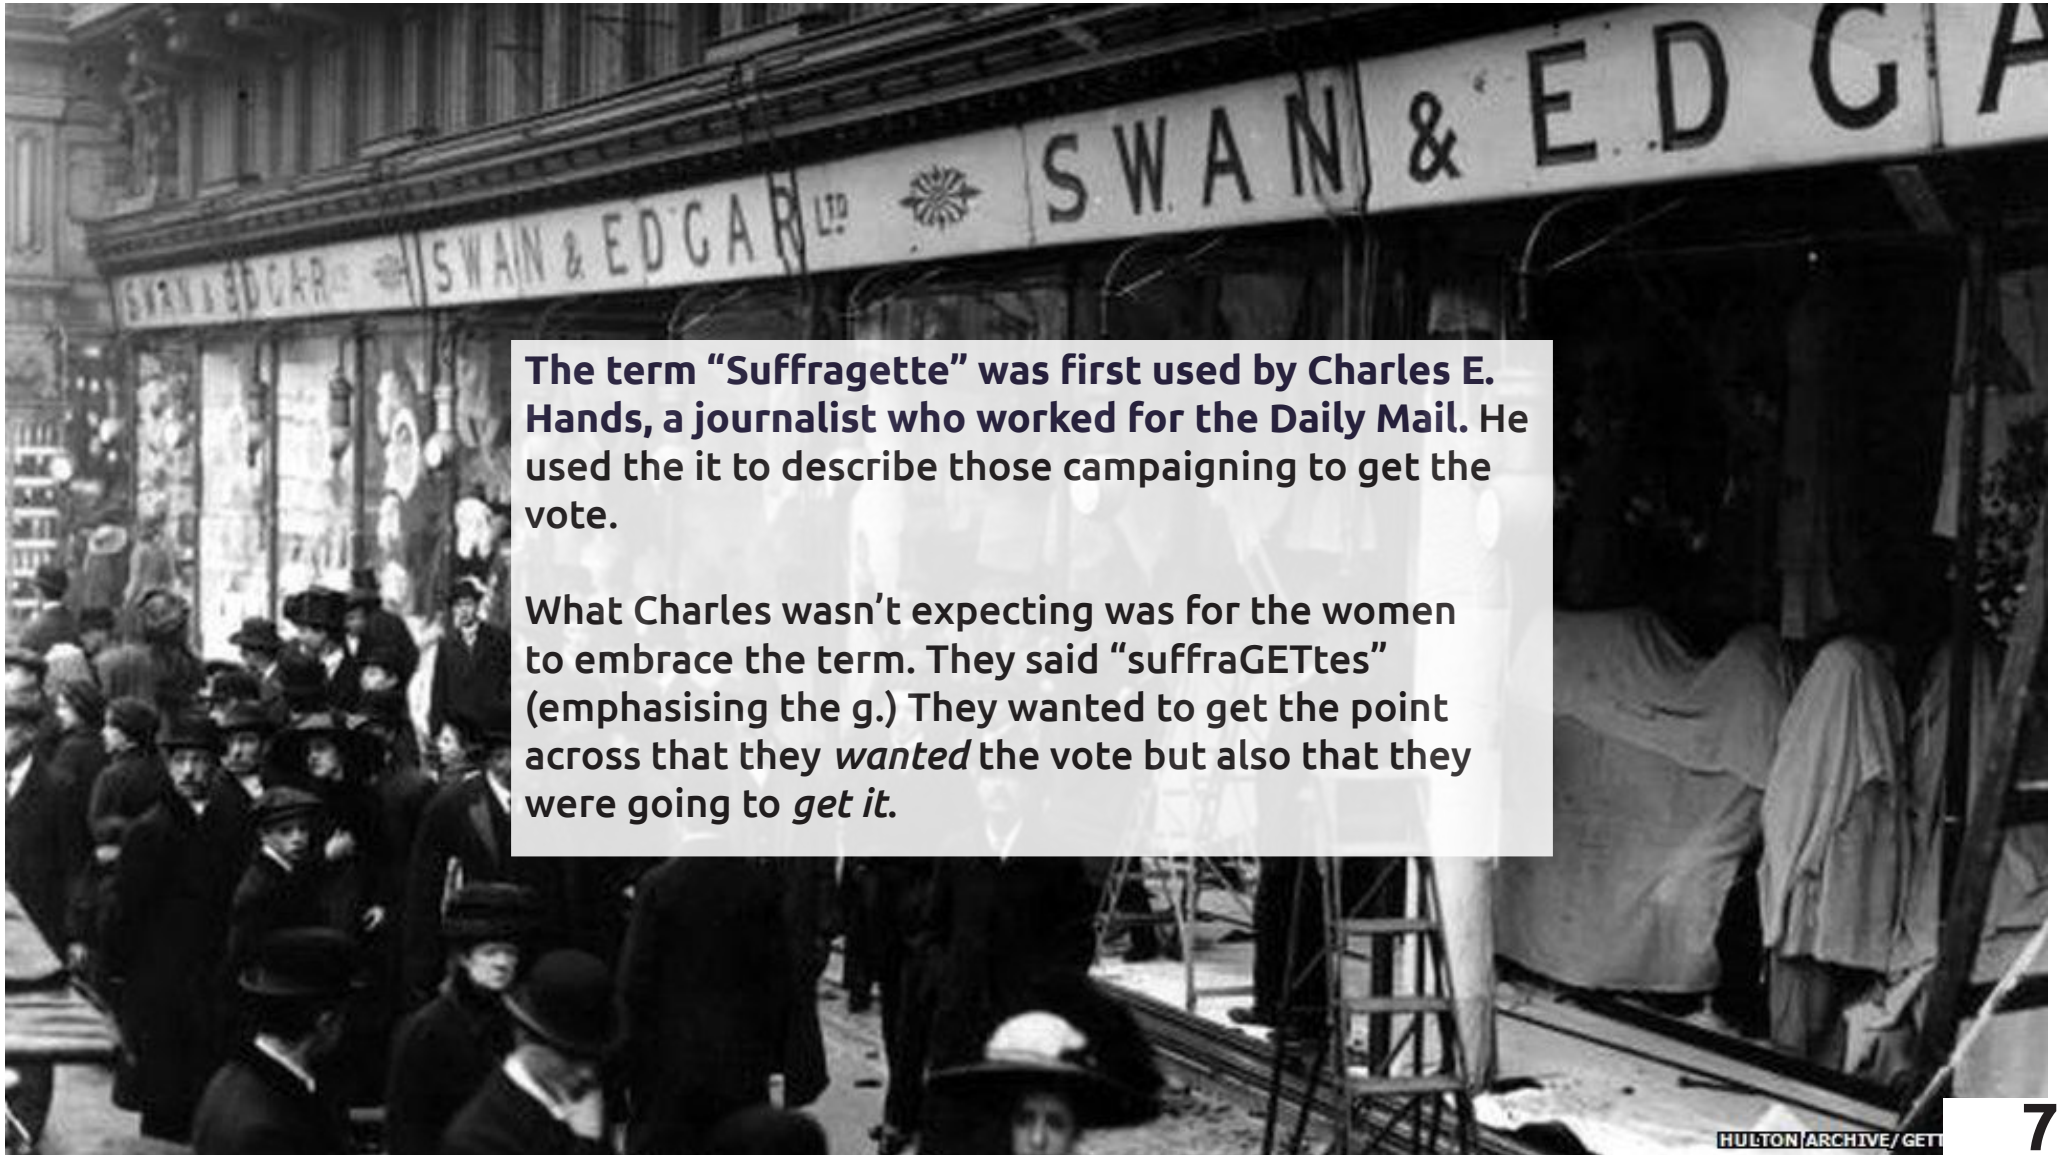 SWAN & EDGAR LTD SWAN & EDGAR LTD SWAN & EDGA
The term “Suffragette” was first used by Charles E.
Hands, a journalist who worked for the Daily Mail. He
used the it to describe those campaigning to get the
vote.
What Charles wasn’t expecting was for the women
to embrace the term. They said “suffraGETtes”
(emphasising the g.) They wanted to get the point
across that they wanted the vote but also that they
were going to get it.
HULTON ARCHIVE/GETT
7